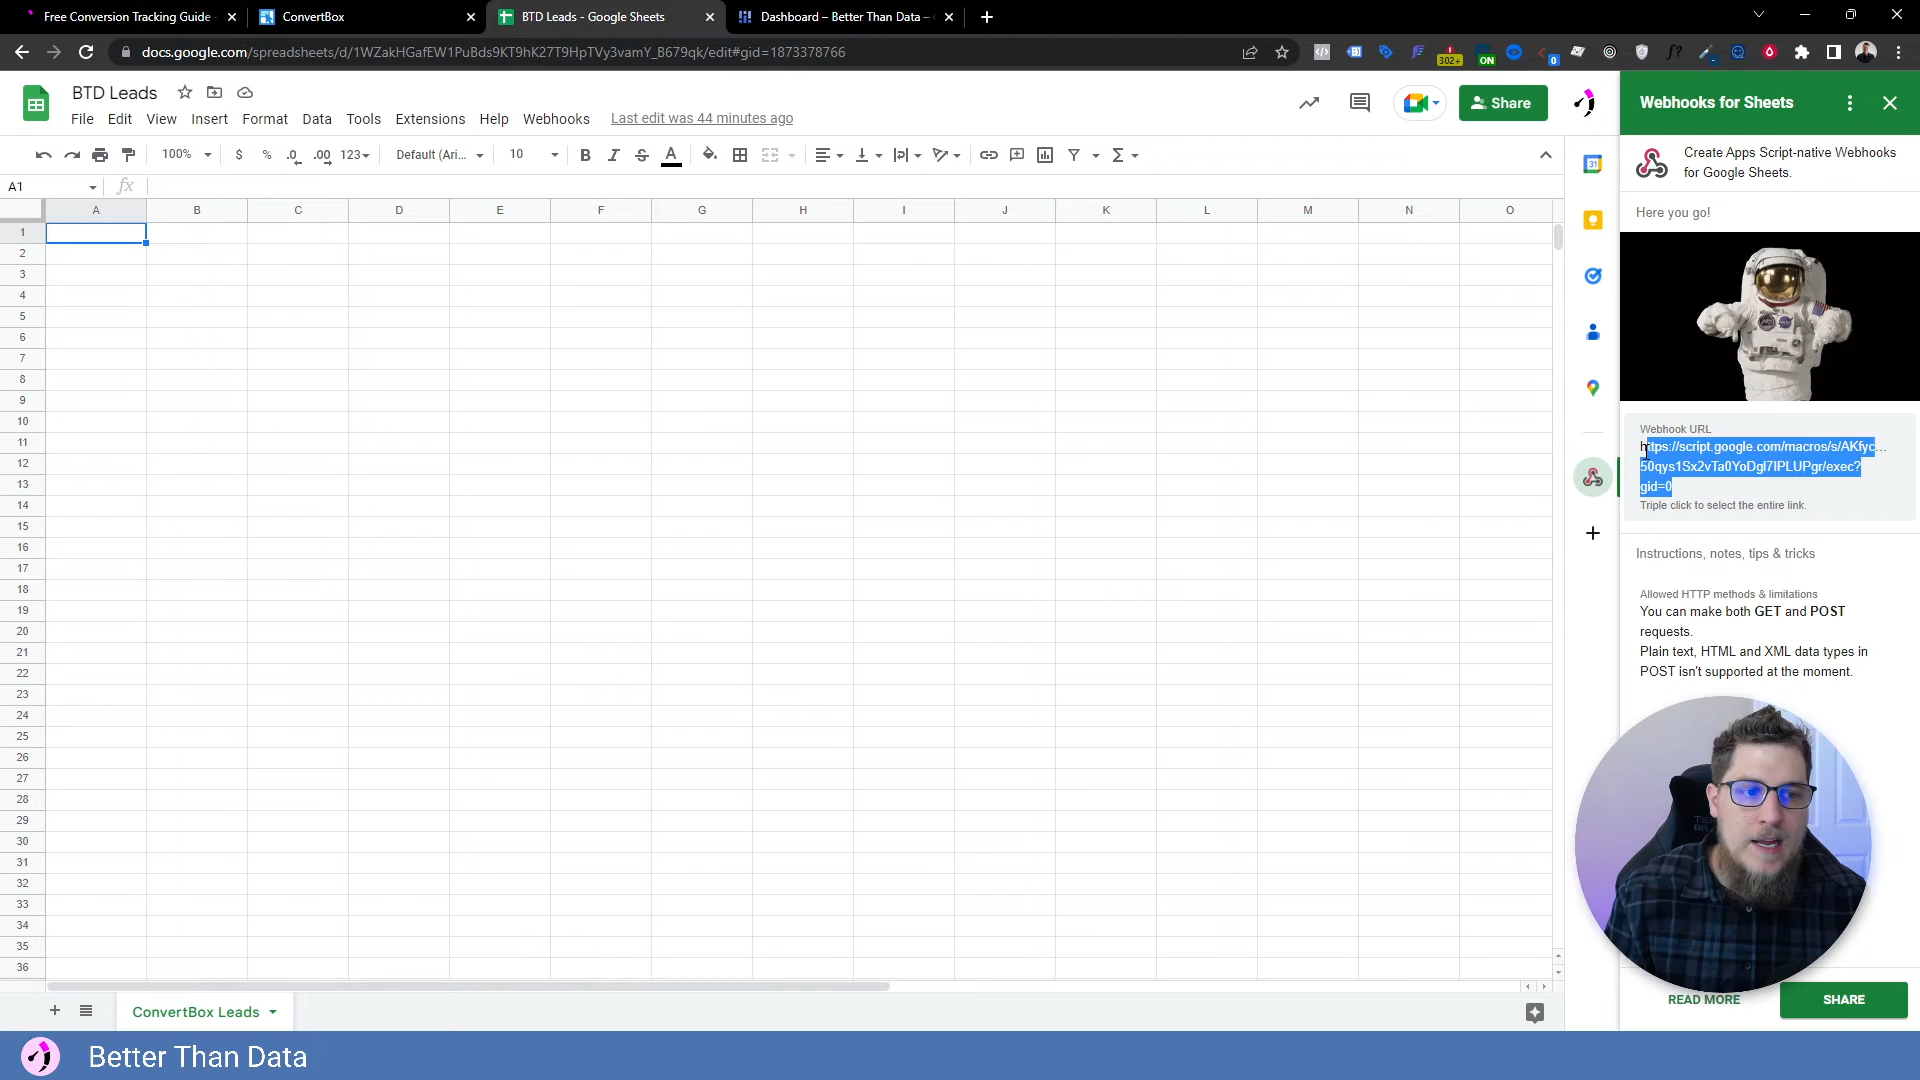 Free Conversion Tracking Guide
ConvertBox
BTD Leads - Google Sheets
Dashboard – Better Than Data –
docs.google.com/spreadsheets/d/1WZakHGafEW1PuBds9KT9hK27T9HpTVy3vamY_B679qk/edit#gid=1873378766
302+
ON
0
f?
BTD Leads
File Edit View Insert Format Data Tools Extensions Help Webhooks Last edit was 44 minutes ago
Share
100% $ % .0 .00 123 Default (Ari... 10 B I S A
A1 fx
A B C D E F G H I J K L M N O
1
2
3
4
5
6
7
8
9
10
11
12
13
14
15
16
17
18
19
20
21
22
23
24
25
26
27
28
29
30
31
32
33
34
35
36
ConvertBox Leads
31
Webhooks for Sheets
Create Apps Script-native Webhooks
for Google Sheets.
Here you go!
Webhook URL
https://script.google.com/macros/s/AKfyc...
50qys1Sx2vTa0YoDgl7IPLUPgr/exec?
gid=0
Triple click to select the entire link.
Instructions, notes, tips & tricks
Allowed HTTP methods & limitations
You can make both GET and POST
requests.
Plain text, HTML and XML data types in
POST isn't supported at the moment.
READ MORE
SHARE
Better Than Data